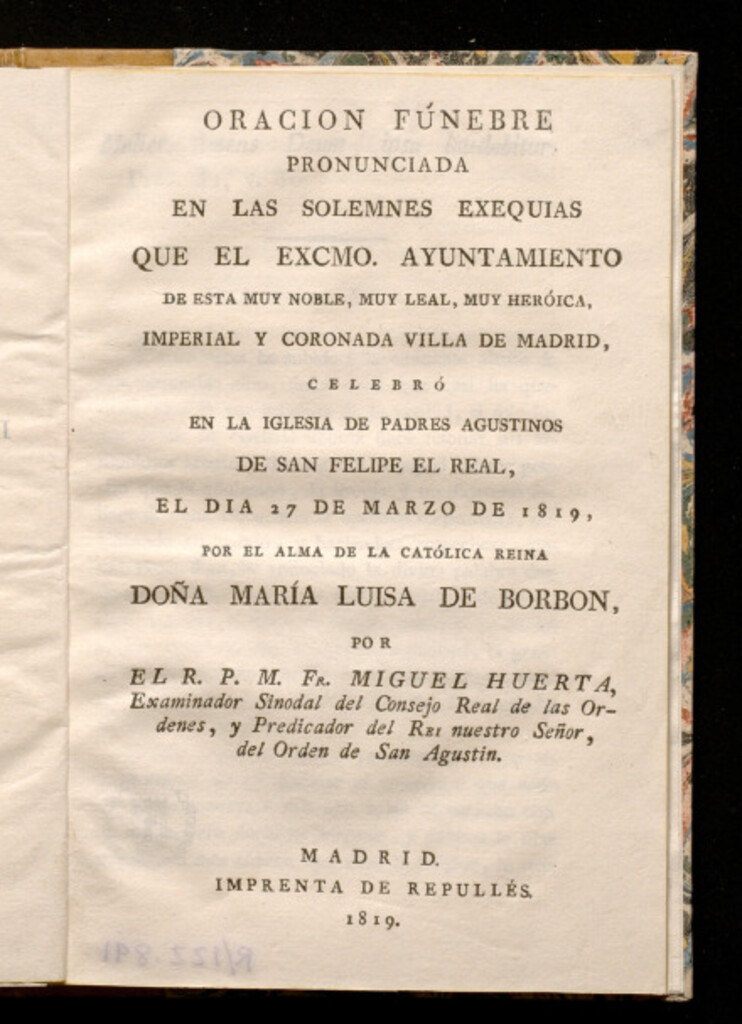 ORACION FÚNEBRE
PRONUNCIADA
EN LAS SOLEMNES EXEQUIAS
QUE EL EXCMO. AYUNTAMIENTO
DE ESTA MUY NOBLE, MUY LEAL, MUY HERÓICA,
IMPERIAL Y CORONADA VILLA DE MADRID,
CELEBRÓ
EN LA IGLESIA DE PADRES AGUSTINOS
DE SAN FELIPE EL REAL,
EL DIA 27 DE MARZO DE 1819,
POR EL ALMA DE LA CATÓLICA REINA
DOÑA MARÍA LUISA DE BORBON,
POR
EL R. P. M. FR. MIGUEL HUERTA,
Examinador Sinodal del Consejo Real de las Or-
denes, y Predicador del REI nuestro Señor,
del Orden de San Agustin.
MADRID.
IMPRENTA DE REPULLÉS.
1819.
R/122.891